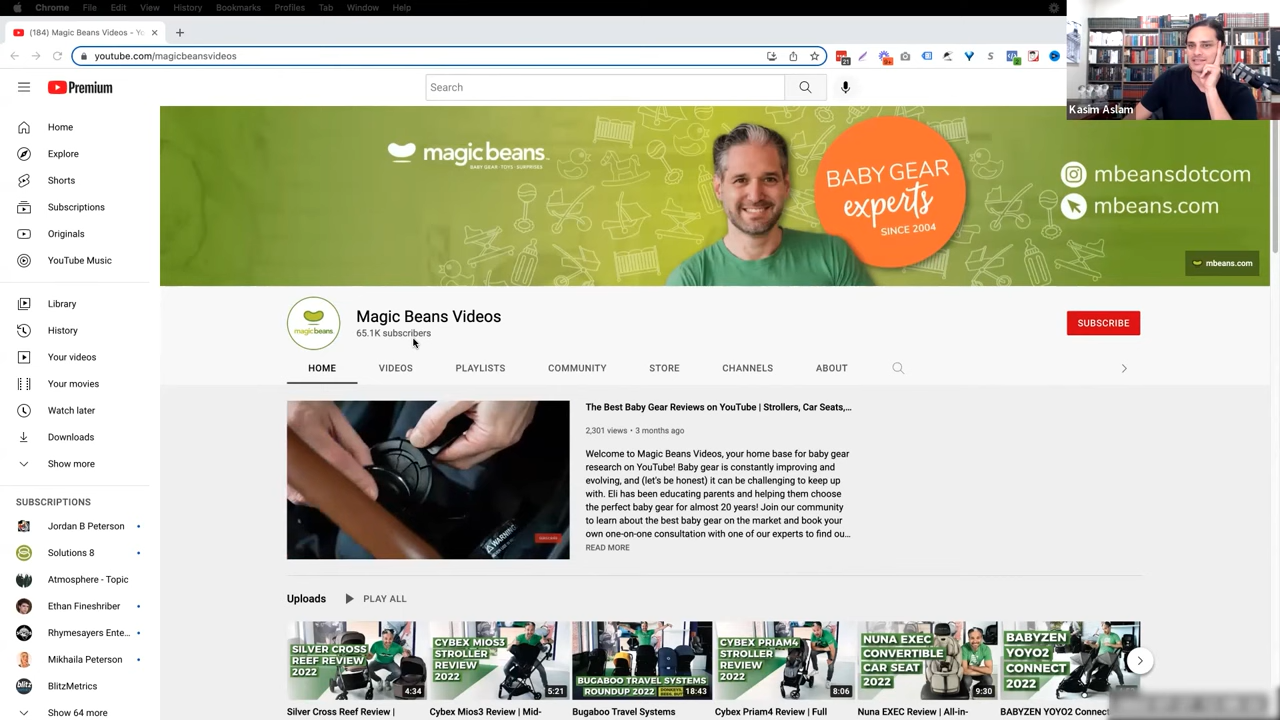 Chrome File Edit View History Bookmarks Profiles Tab Window Help
(184) Magic Beans Videos - Yo
youtube.com/magicbeansvideos
Kasim Aslam
Premium
Search
Home
Explore
Shorts
Subscriptions
Originals
YouTube Music
Library
History
Your videos
Your movies
Watch later
Downloads
Show more
SUBSCRIPTIONS
Jordan B Peterson
Solutions 8
Atmosphere - Topic
Ethan Fineshriber
Rhymesayers Ente...
Mikhaila Peterson
BlitzMetrics
Show 64 more
magic beans
BABY GEAR · TOYS · SURPRISES
BABY GEAR
experts
SINCE 2004
mbeansdotcom
mbeans.com
mbeans.com
magic beans
Magic Beans Videos
65.1K subscribers
SUBSCRIBE
HOME VIDEOS PLAYLISTS COMMUNITY STORE CHANNELS ABOUT
WARNING
The Best Baby Gear Reviews on YouTube | Strollers, Car Seats,...
2,301 views • 3 months ago
Welcome to Magic Beans Videos, your home base for baby gear
research on YouTube! Baby gear is constantly improving and
evolving, and (let's be honest) it can be challenging to keep up
with. Eli has been educating parents and helping them choose
the perfect baby gear for almost 20 years! Join our community
to learn about the best baby gear on the market and book your
own one-on-one consultation with one of our experts to find ou...
READ MORE
Uploads PLAY ALL
SILVER CROSS
REEF REVIEW
2022
4:34
CYBEX MIOS3
STROLLER
REVIEW
2022
5:21
BUGABOO TRAVEL SYSTEMS
ROUNDUP 2022
18:43
CYBEX PRIAM4
STROLLER
REVIEW
2022
8:06
NUNA EXEC
CONVERTIBLE
CAR SEAT
2022
9:30
BABYZEN
YOYO2
CONNECT
2022
Silver Cross Reef Review |
Cybex Mios3 Review | Mid-
Bugaboo Travel Systems
Cybex Priam4 Review | Full
Nuna EXEC Review | All-in-
BABYZEN YOYO2 Connect